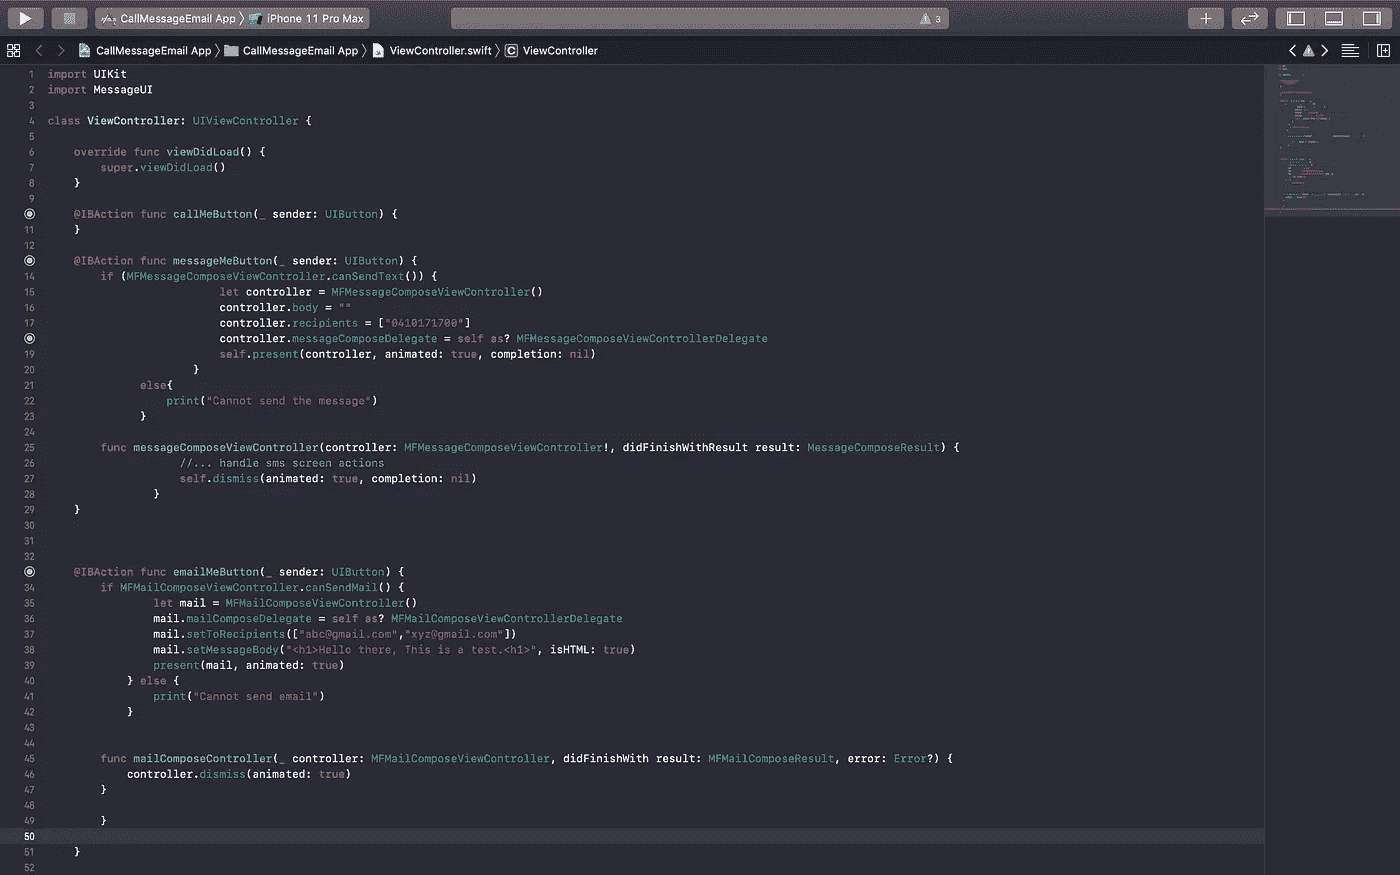 CallMessageEmail App 〉 iPhone 11 Pro Max
3
CallMessageEmail App 〉 CallMessageEmail App 〉 ViewController.swift 〉 C ViewController
1 import UIKit
2 import MessageUI
3
4 class ViewController: UIViewController {
5
6 override func viewDidLoad() {
7 super.viewDidLoad()
8 }
9
@IBAction func callMeButton(_ sender: UIButton) {
11 }
12
@IBAction func messageMeButton(_ sender: UIButton) {
14 if (MFMessageComposeViewController.canSendText()) {
15 let controller = MFMessageComposeViewController()
16 controller.body = ""
17 controller.recipients = ["0410171700"]
controller.messageComposeDelegate = self as? MFMessageComposeViewControllerDelegate
19 self.present(controller, animated: true, completion: nil)
20 }
21 else{
22 print("Cannot send the message")
23 }
24
25 func messageComposeViewController(controller: MFMessageComposeViewController!, didFinishWithResult result: MessageComposeResult) {
26 //... handle sms screen actions
27 self.dismiss(animated: true, completion: nil)
28 }
29 }
30
31
32
@IBAction func emailMeButton(_ sender: UIButton) {
34 if MFMailComposeViewController.canSendMail() {
35 let mail = MFMailComposeViewController()
36 mail.mailComposeDelegate = self as? MFMailComposeViewControllerDelegate
37 mail.setToRecipients(["abc@gmail.com","xyz@gmail.com"])
38 mail.setMessageBody("<h1>Hello there, This is a test.<h1>", isHTML: true)
39 present(mail, animated: true)
40 } else {
41 print("Cannot send email")
42 }
43
44
45 func mailComposeController(_ controller: MFMailComposeViewController, didFinishWith result: MFMailComposeResult, error: Error?) {
46 controller.dismiss(animated: true)
47 }
48
49 }
50
51 }
52